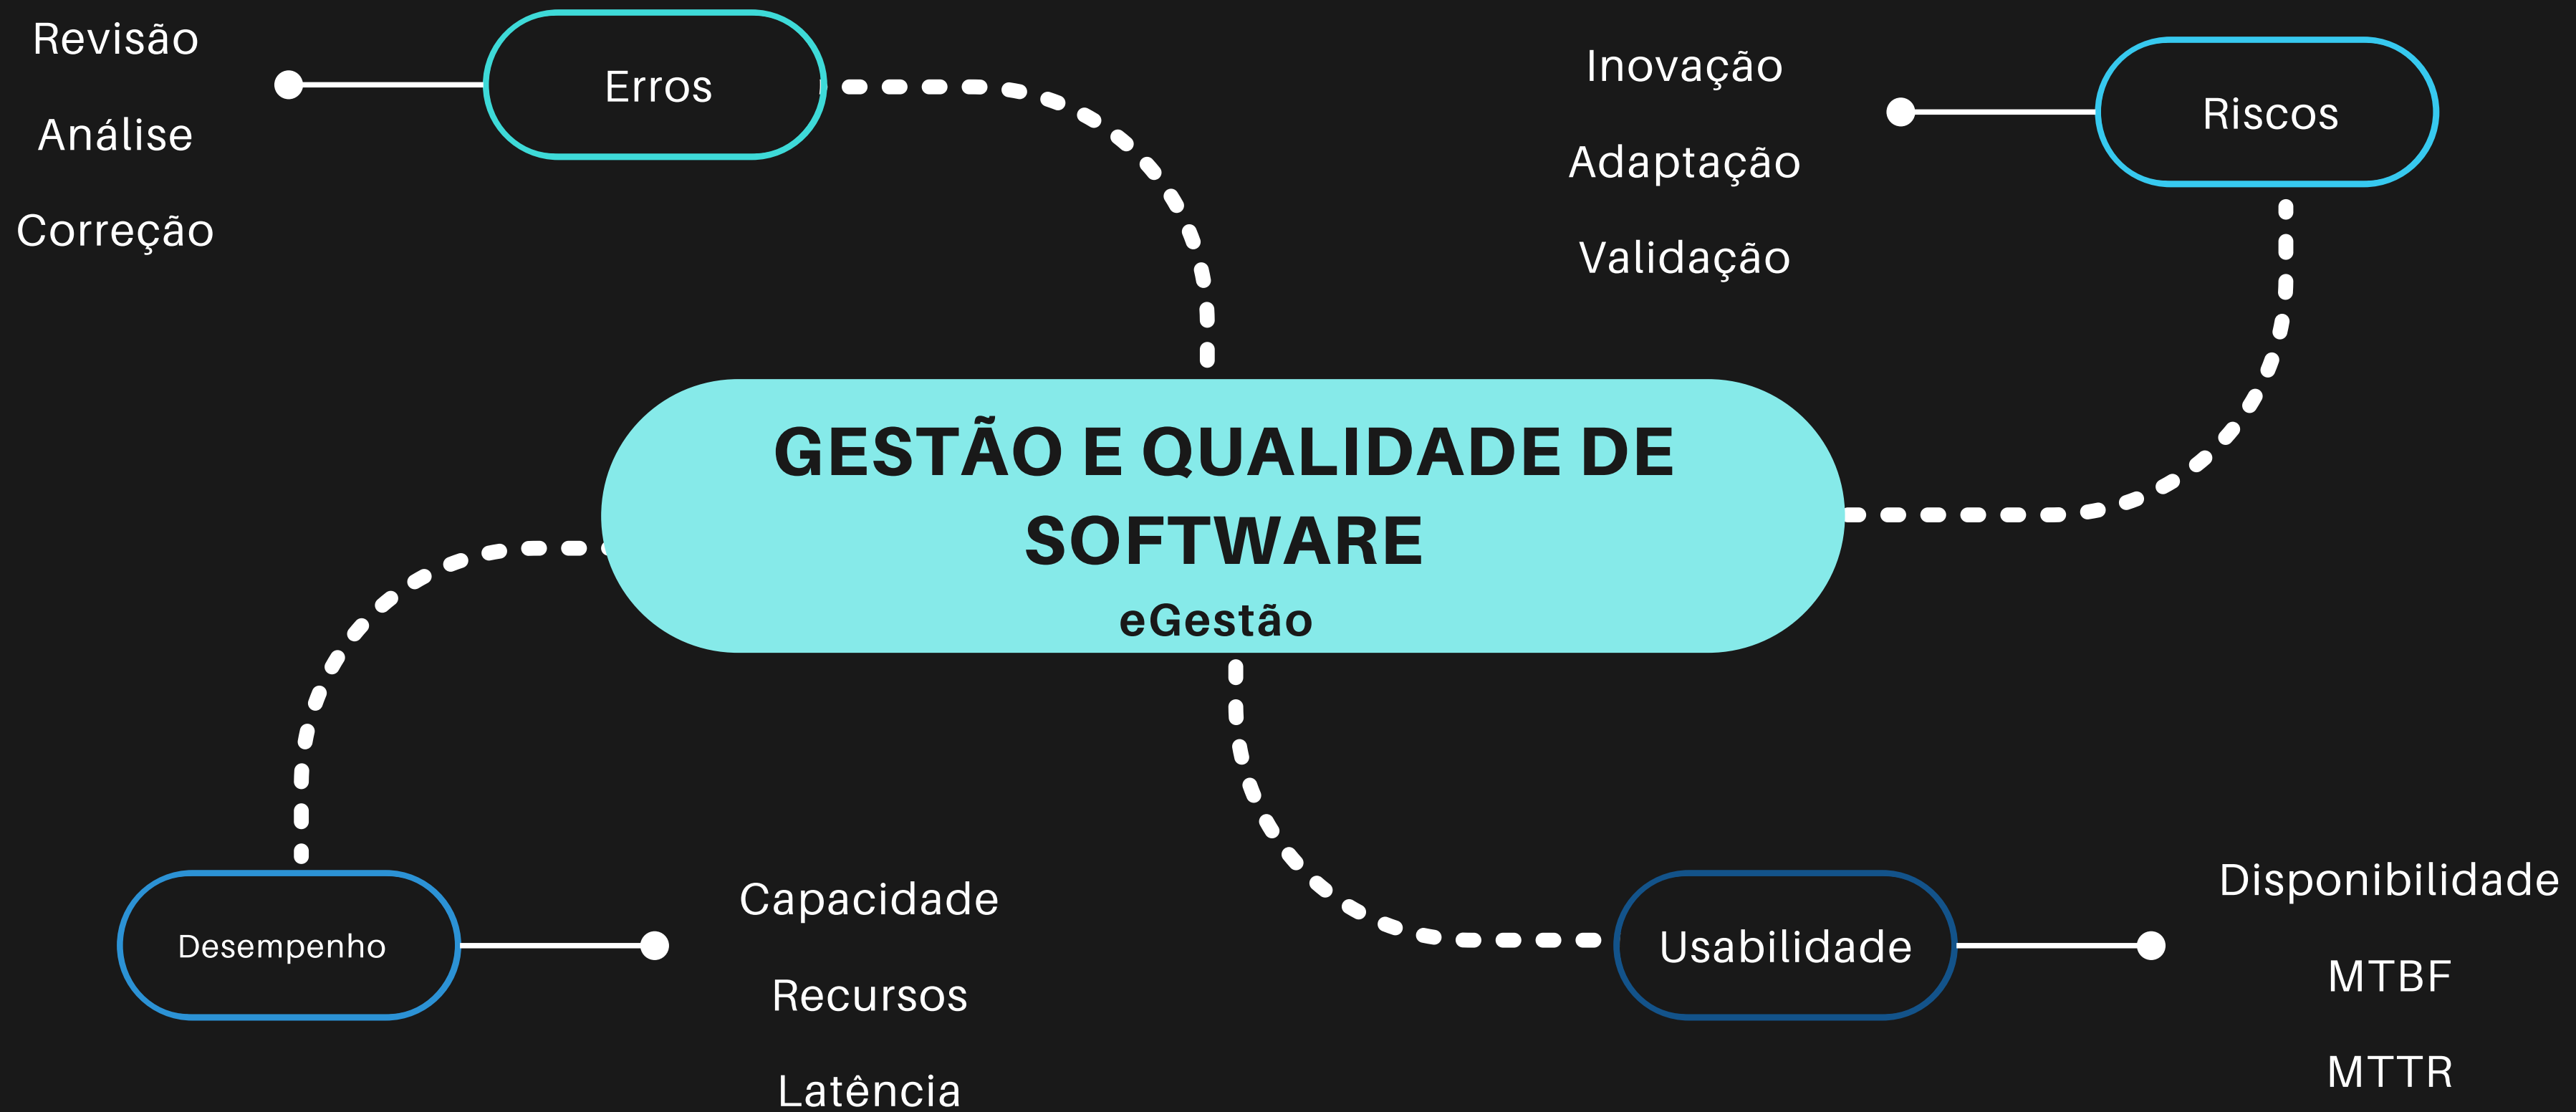 Revisão
Análise
Correção
Erros
Inovação
Adaptação
Validação
Riscos
GESTÃO E QUALIDADE DE
SOFTWARE
eGestão
Desempenho
Capacidade
Recursos
Latência
Usabilidade
Disponibilidade
MTBF
MTTR